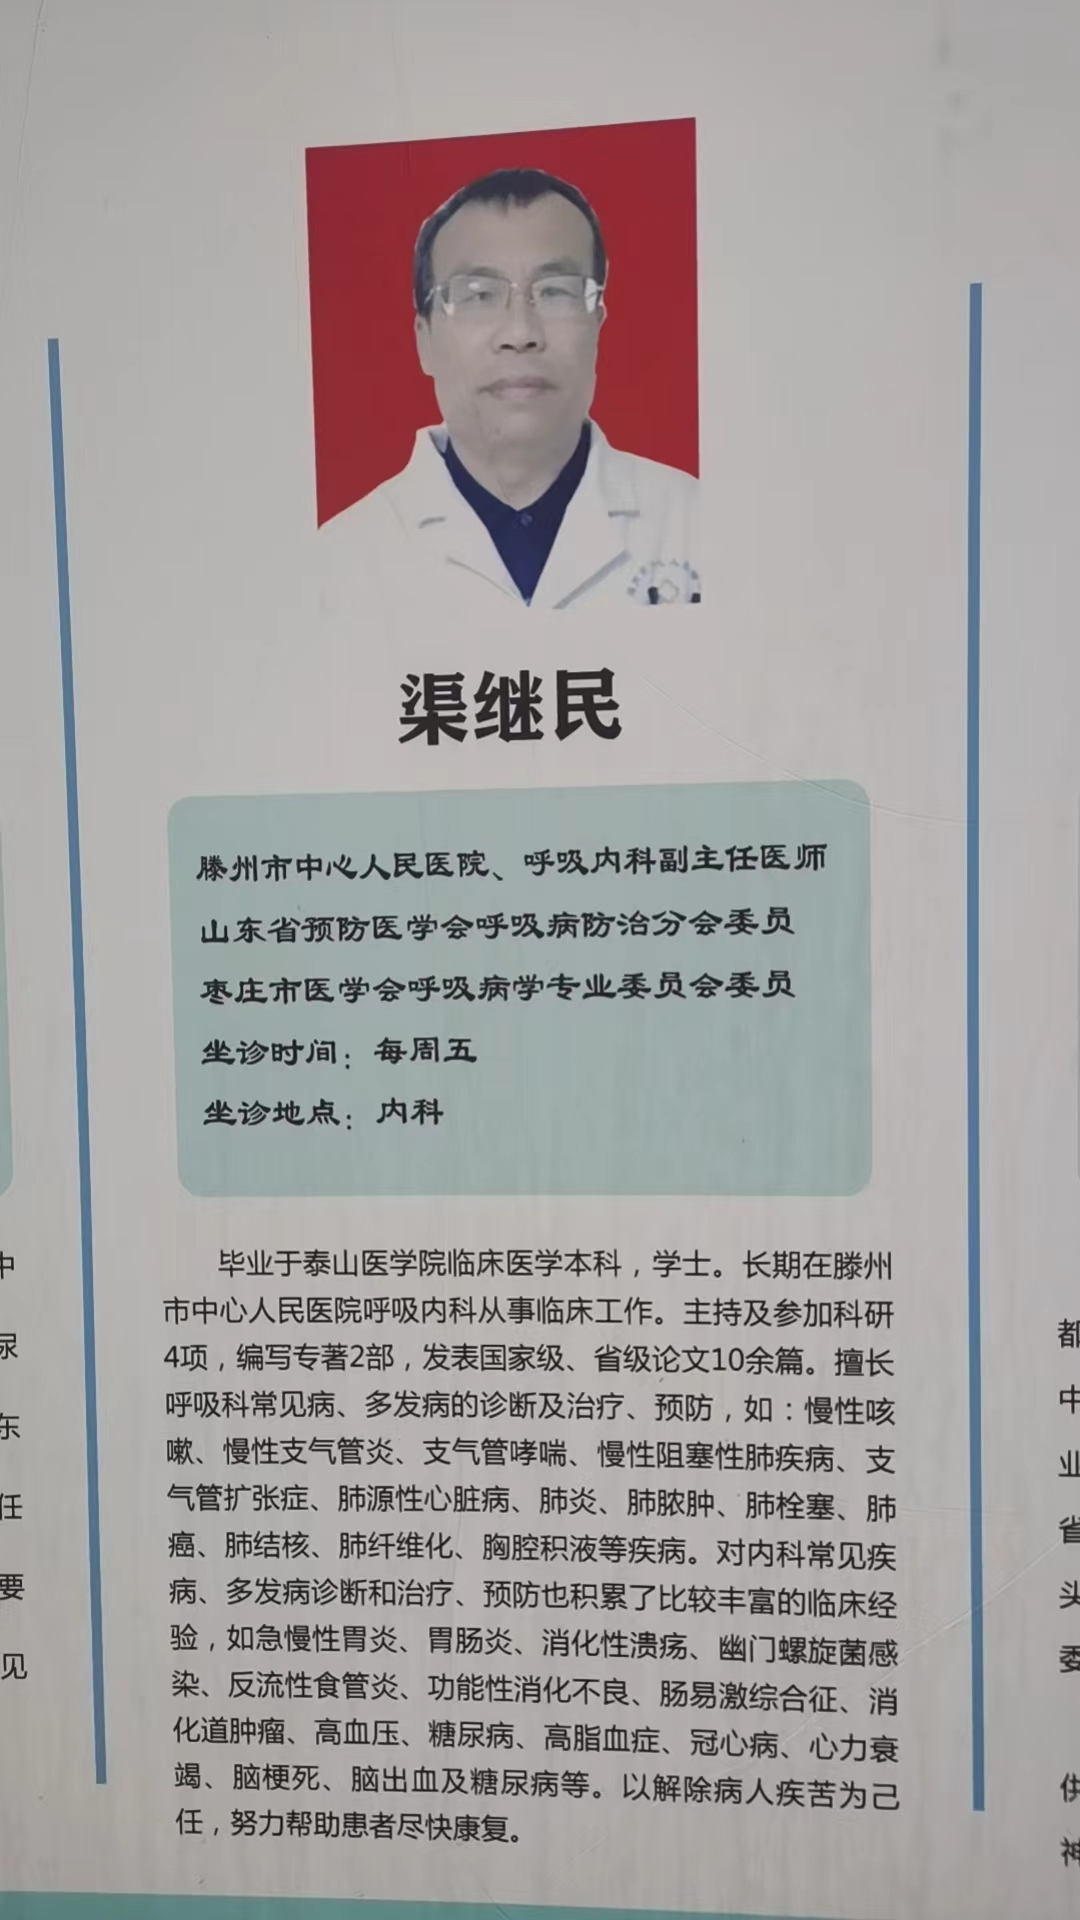 渠继民
滕州市中心人民医院、呼吸内科副主任医师
山东省预防医学会呼吸病防治分会委员
枣庄市医学会呼吸病学专业委员会委员
坐诊时间：每周五
坐诊地点：内科
毕业于泰山医学院临床医学本科，学士。长期在滕州
市中心人民医院呼吸内科从事临床工作。主持及参加科研
4项，编写专著2部，发表国家级、省级论文10余篇。擅长
呼吸科常见病、多发病的诊断及治疗、预防，如：慢性咳
嗽、慢性支气管炎、支气管哮喘、慢性阻塞性肺疾病、支
气管扩张症、肺源性心脏病、肺炎、肺脓肿、肺栓塞、肺
癌、肺结核、肺纤维化、胸腔积液等疾病。对内科常见疾
病、多发病诊断和治疗、预防也积累了比较丰富的临床经
验，如急慢性胃炎、胃肠炎、消化性溃疡、幽门螺旋菌感
染、反流性食管炎、功能性消化不良、肠易激综合征、消
化道肿瘤、高血压、糖尿病、高脂血症、冠心病、心力衰
竭、脑梗死、脑出血及糖尿病等。以解除病人疾苦为己
任，努力帮助患者尽快康复。
中
尿
东
任
要
见
都
中
业
省
头
委
供
神